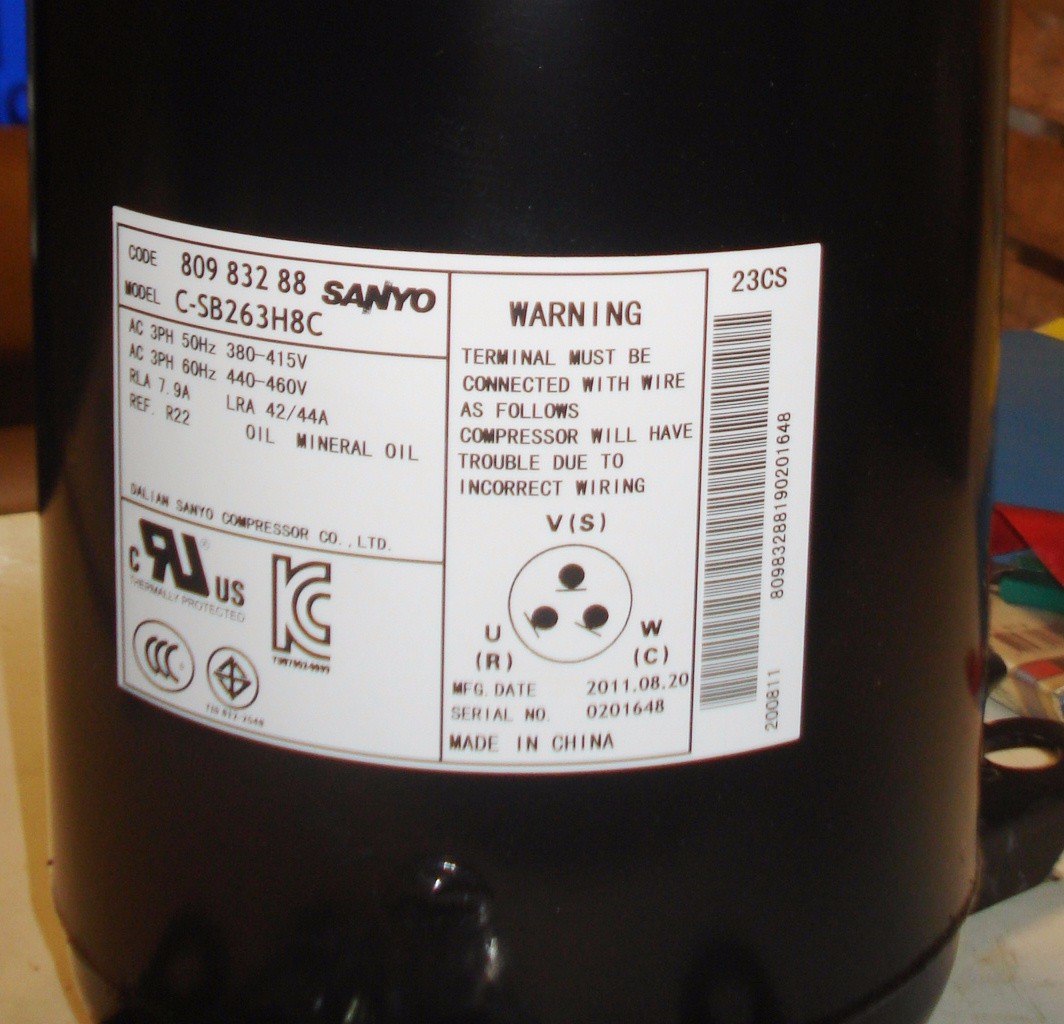 CODE 809 832 88 SANYO
MODEL C-SB263H8C
AC 3PH 50Hz 380-415V
AC 3PH 60Hz 440-460V
RLA 7.9A LRA 42/44A
REF. R22 OIL MINERAL OIL
DALIAN SANYO COMPRESSOR CO.,LTD.
C RU US
THERMALLY PROTECTED
KC
CCC
WARNING
TERMINAL MUST BE
CONNECTED WITH WIRE
AS FOLLOWS
COMPRESSOR WILL HAVE
TROUBLE DUE TO
INCORRECT WIRING
V(S)
U W
(R) (C)
MFG.DATE 2011.08.20
SERIAL NO. 0201648
MADE IN CHINA
23CS
80983288190201648
200811